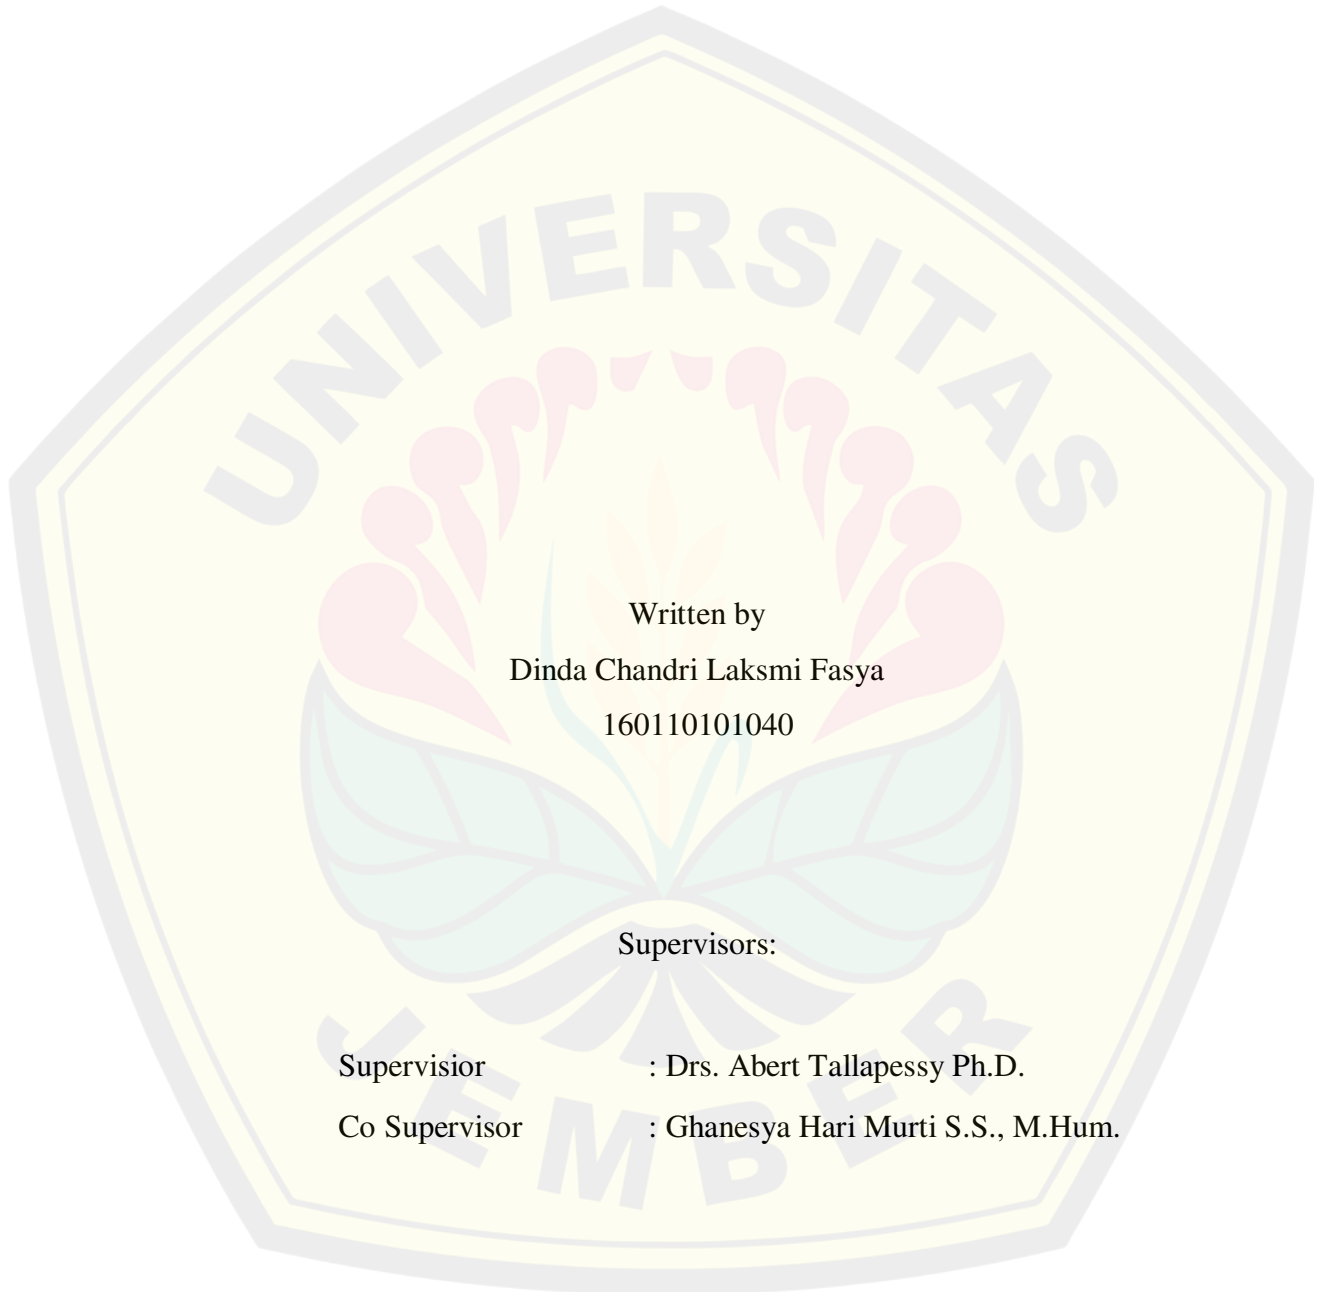 UNIVERSITAS
Written by
Dinda Chandri Laksmi Fasya
160110101040
Supervisors:
Supervisior : Drs. Abert Tallapessy Ph.D.
Co Supervisor : Ghanesya Hari Murti S.S., M.Hum.
JEMBER